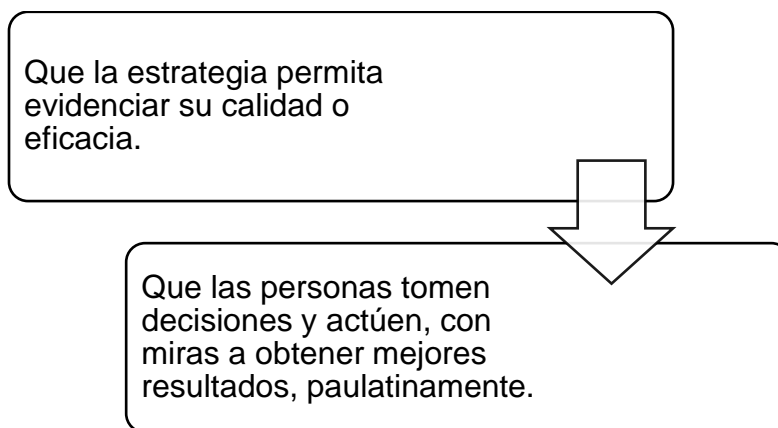 Que la estrategia permita
evidenciar su calidad o
eficacia.
Que las personas tomen
decisiones y actúen, con
miras a obtener mejores
resultados, paulatinamente.